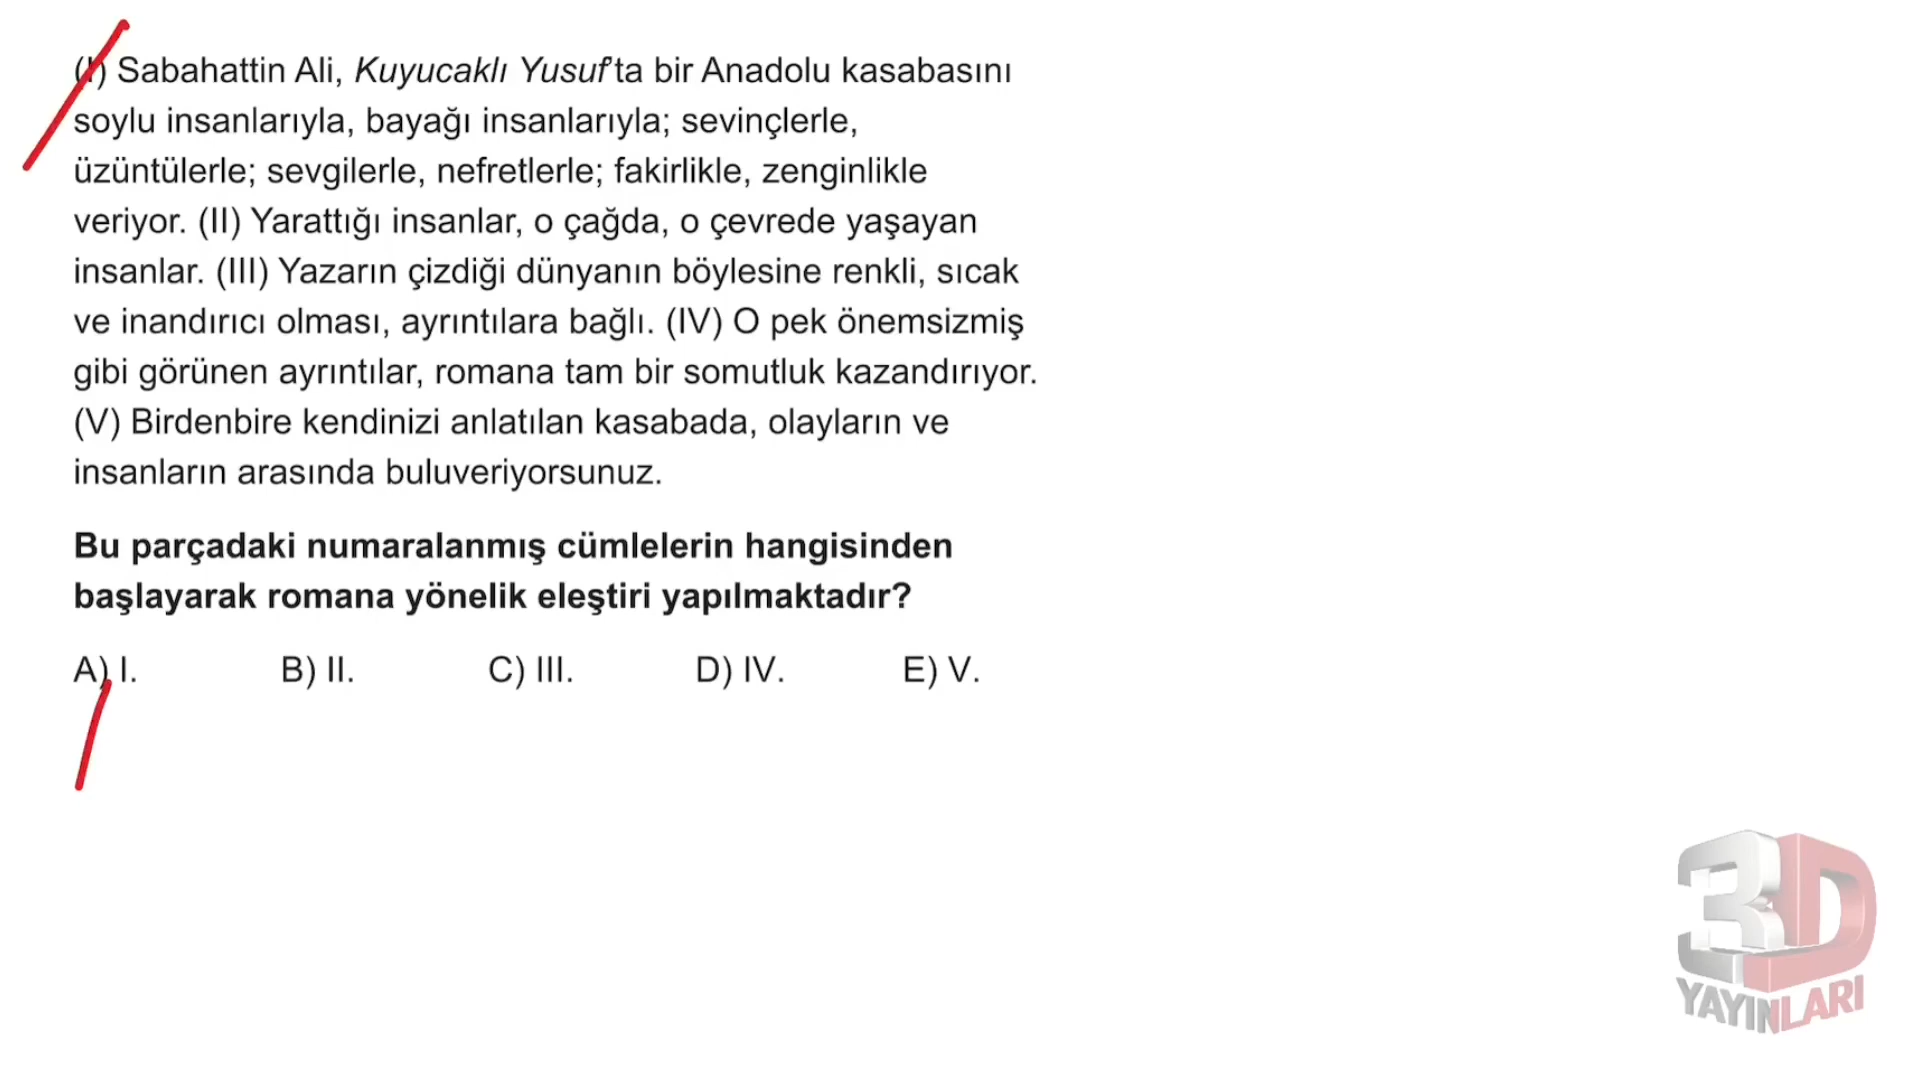 (I) Sabahattin Ali, Kuyucaklı Yusuf'ta bir Anadolu kasabasını
soylu insanlarıyla, bayağı insanlarıyla; sevinçlerle,
üzüntülerle; sevgilerle, nefretlerle; fakirlikle, zenginlikle
veriyor. (II) Yarattığı insanlar, o çağda, o çevrede yaşayan
insanlar. (III) Yazarın çizdiği dünyanın böylesine renkli, sıcak
ve inandırıcı olması, ayrıntılara bağlı. (IV) O pek önemsizmiş
gibi görünen ayrıntılar, romana tam bir somutluk kazandırıyor.
(V) Birdenbire kendinizi anlatılan kasabada, olayların ve
insanların arasında buluveriyorsunuz.
Bu parçadaki numaralanmış cümlelerin hangisinden
başlayarak romana yönelik eleştiri yapılmaktadır?
A) I. B) II. C) III. D) IV. E) V.
3D
YAYINLARI